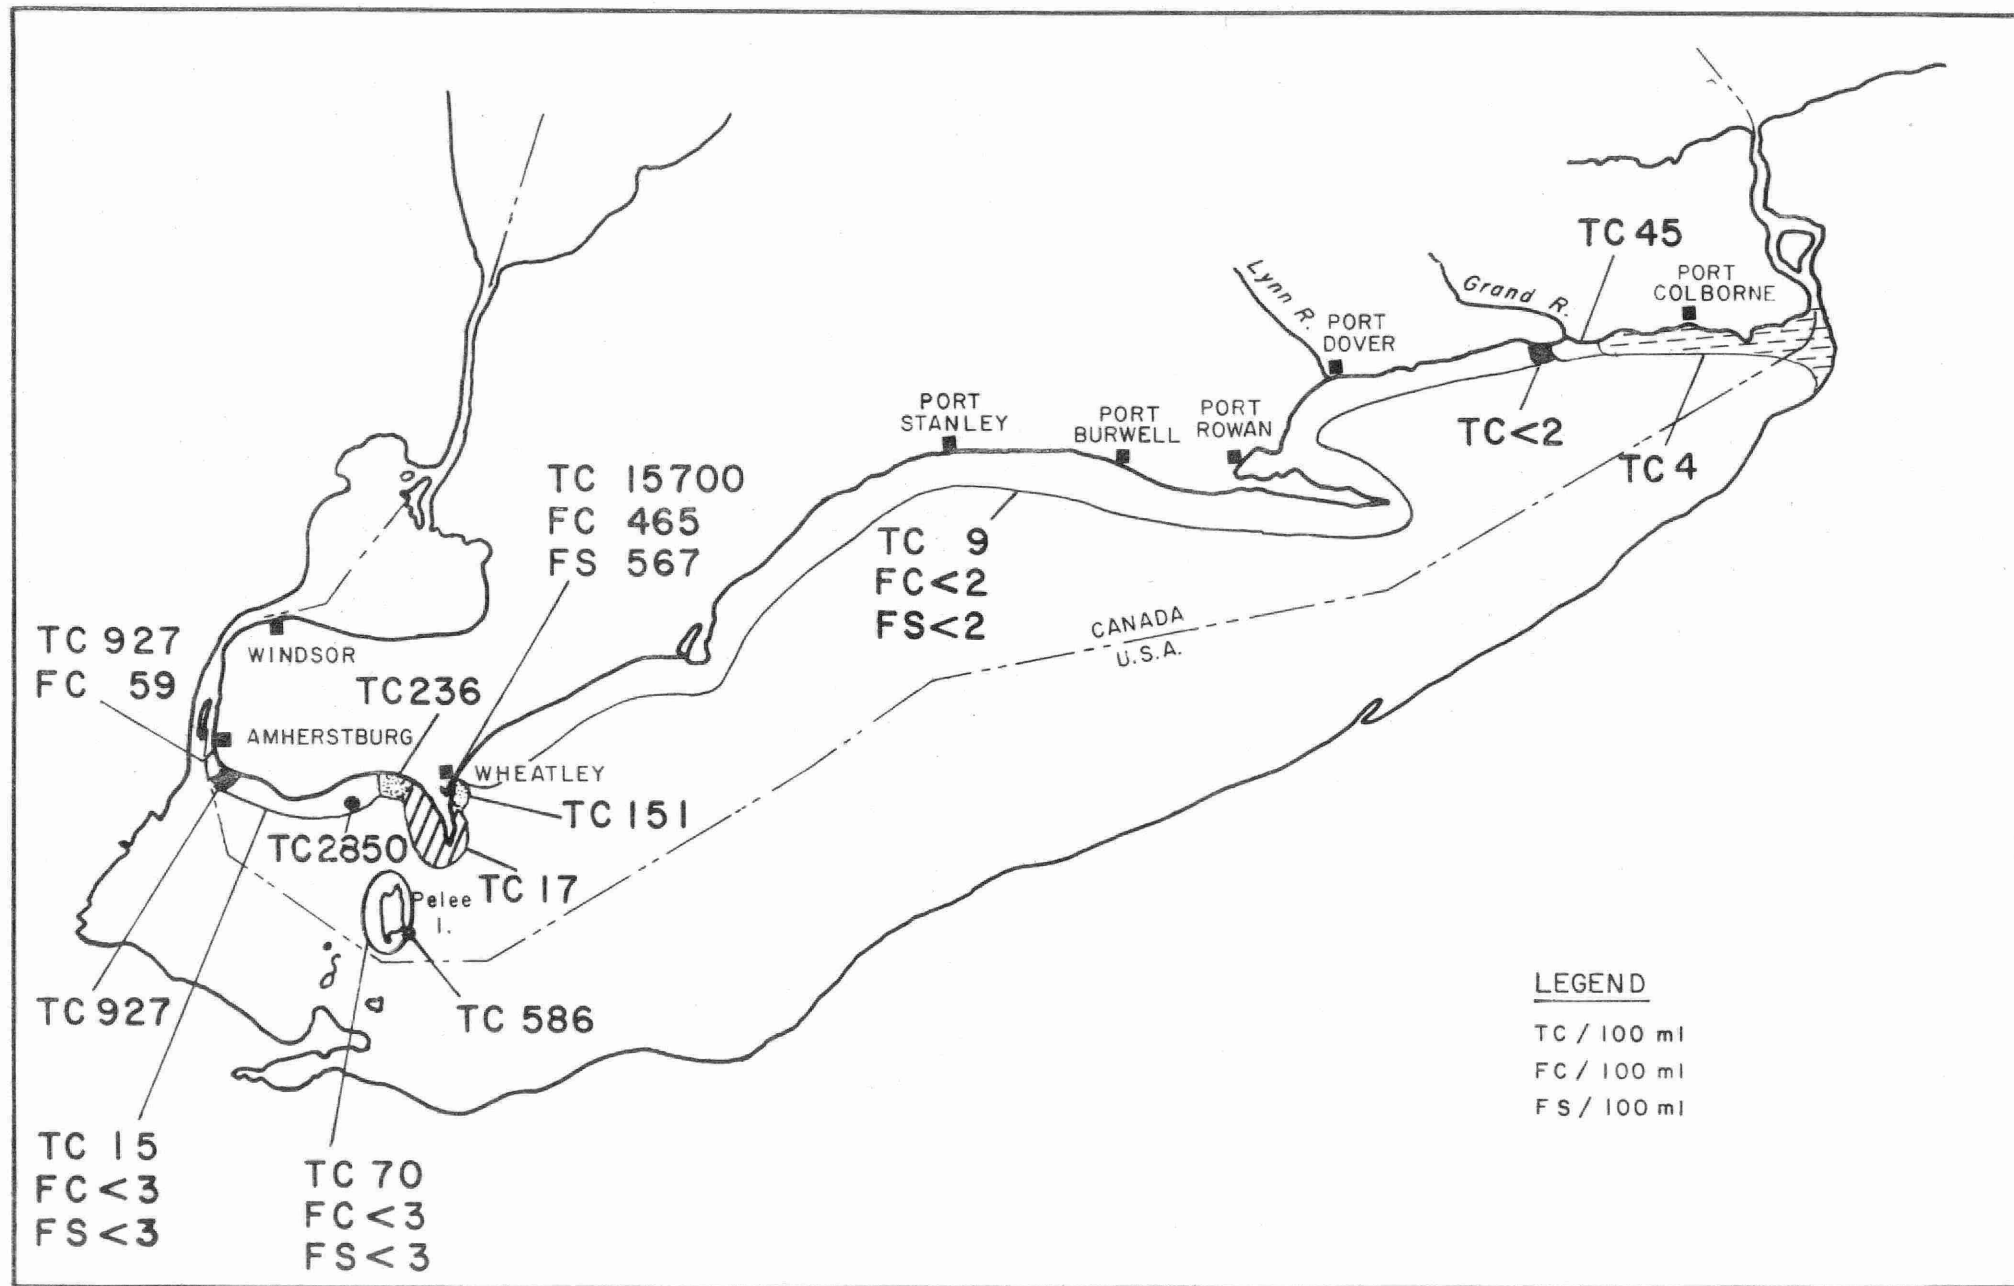 TC 45
PORT
COLBORNE
Grand R.
Lynn R.
PORT
DOVER
PORT
STANLEY
PORT
BURWELL
PORT
ROWAN
TC<2
TC 4
TC 15700
FC 465
FS 567
TC 9
FC<2
FS<2
CANADA
U.S.A.
TC 927
FC 59
WINDSOR
TC236
AMHERSTBURG
WHEATLEY
TC 151
TC2850
TC 17
Pelee
I.
TC 927
TC 586
LEGEND
TC / 100 ml
FC / 100 ml
FS / 100 ml
TC 15
FC<3
FS<3
TC 70
FC<3
FS<3